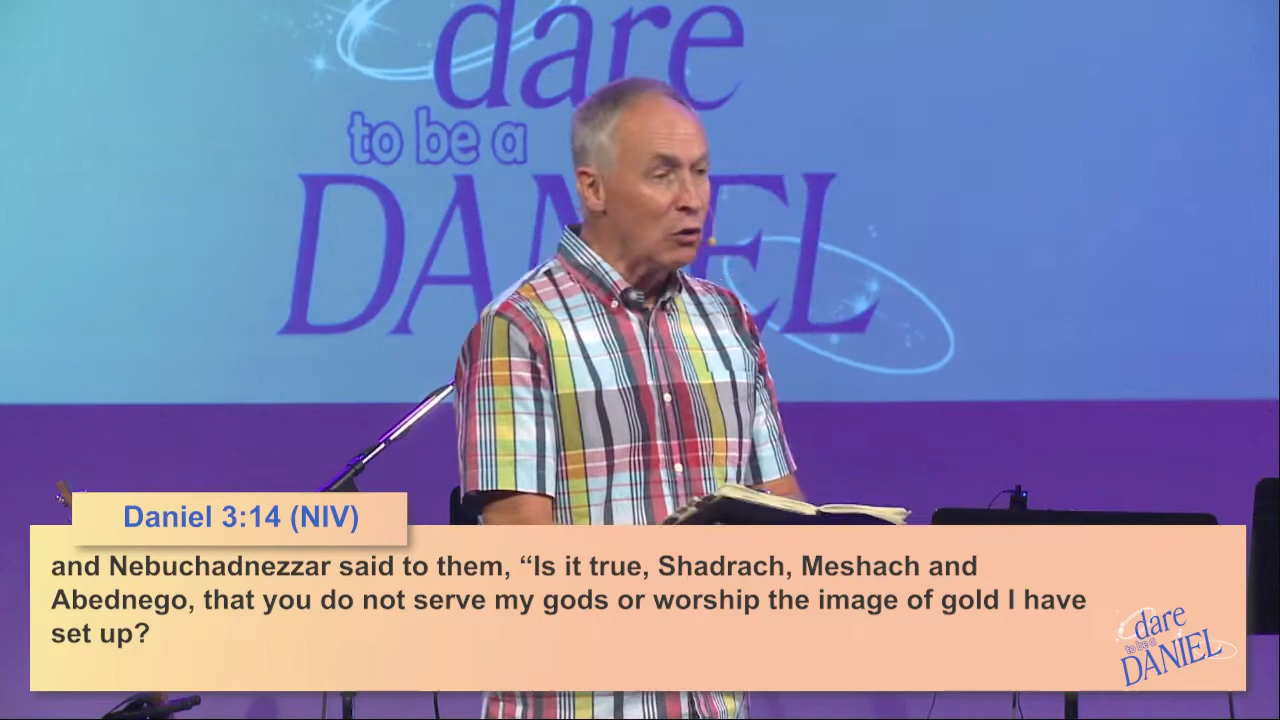 dare
to be a
DANIEL
Daniel 3:14 (NIV)
and Nebuchadnezzar said to them, “Is it true, Shadrach, Meshach and
Abednego, that you do not serve my gods or worship the image of gold I have
set up?
dare
to be a
DANIEL